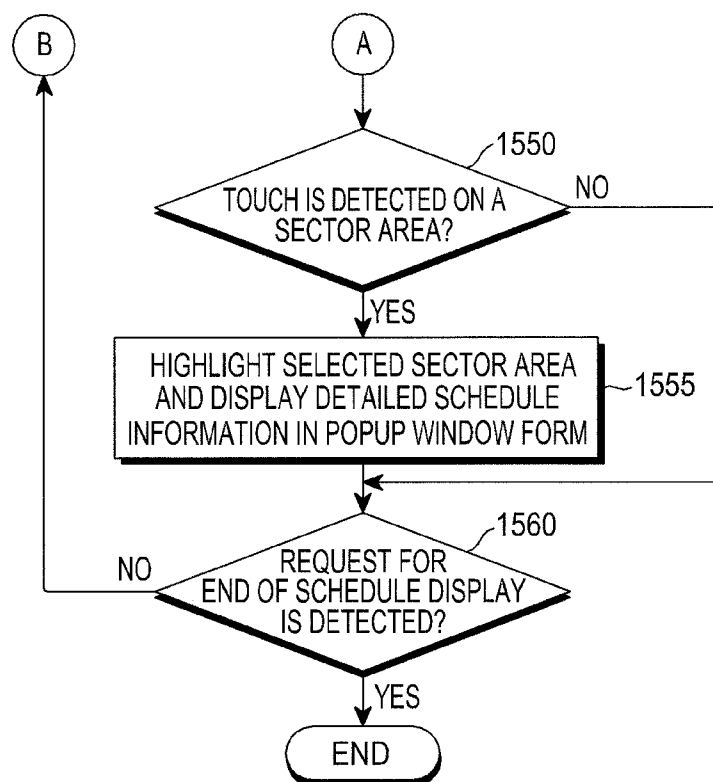 B
A
1550
TOUCH IS DETECTED ON A
SECTOR AREA?
NO
YES
HIGHLIGHT SELECTED SECTOR AREA
AND DISPLAY DETAILED SCHEDULE
INFORMATION IN POPUP WINDOW FORM
1555
1560
NO
REQUEST FOR
END OF SCHEDULE DISPLAY
IS DETECTED?
YES
END